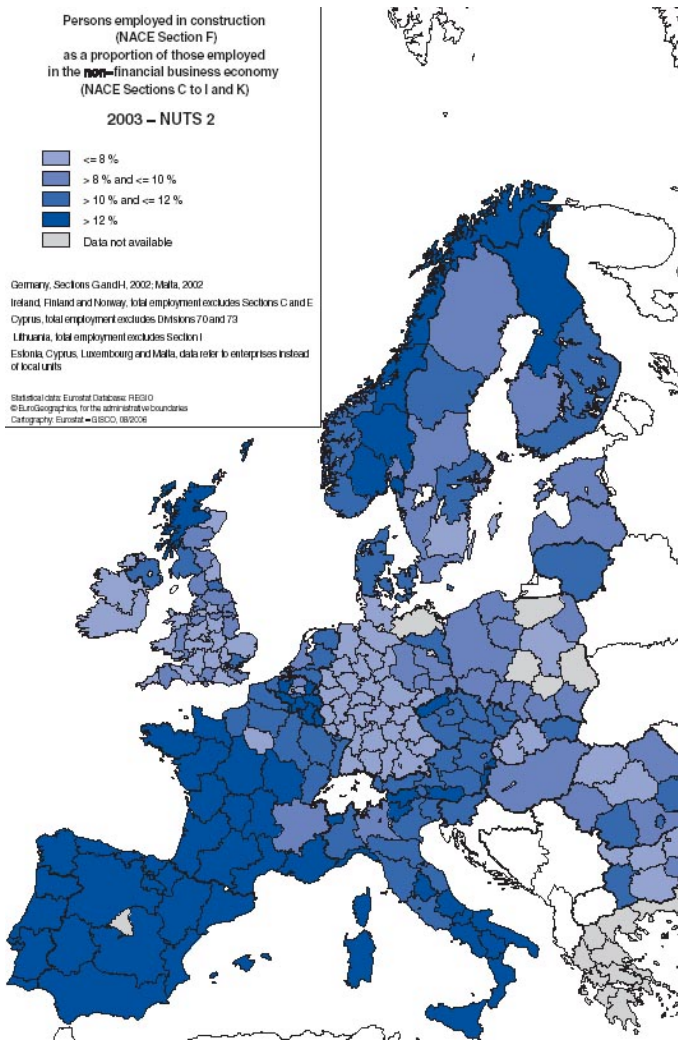 Persons employed in construction
(NACE Section F)
as a proportion of those employed
in the non–financial business economy
(NACE Sections C to I and K)
2003 – NUTS 2
<= 8 %
> 8 % and <= 10 %
> 10 % and <= 12 %
> 12 %
Data not available
Germany, Sections G and H, 2002; Malta, 2002
Ireland, Finland and Norway, total employment excludes Sections C and E
Cyprus, total employment excludes Divisions 70 and 73
Lithuania, total employment excludes Section I
Estonia, Cyprus, Luxembourg and Malta, data refer to enterprises instead
of local units
Statistical data: Eurostat Database: REGIO
© EuroGeographics, for the administrative boundaries
Cartography: Eurostat – GISCO, 08/2006